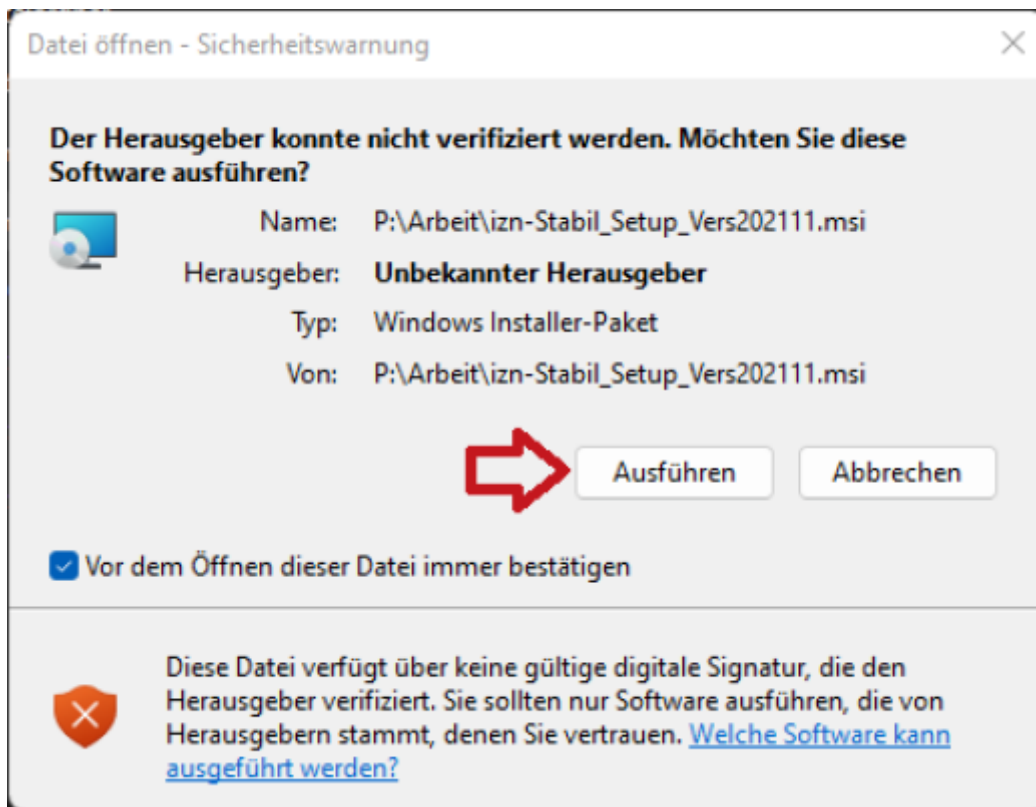 Datei öffnen - Sicherheitswarnung
Der Herausgeber konnte nicht verifiziert werden. Möchten Sie diese
Software ausführen?
Name: P:\Arbeit\izn-Stabil_Setup_Vers202111.msi
Herausgeber: Unbekannter Herausgeber
Typ: Windows Installer-Paket
Von: P:\Arbeit\izn-Stabil_Setup_Vers202111.msi
Ausführen Abbrechen
Vor dem Öffnen dieser Datei immer bestätigen
Diese Datei verfügt über keine gültige digitale Signatur, die den
Herausgeber verifiziert. Sie sollten nur Software ausführen, die von
Herausgebern stammt, denen Sie vertrauen. Welche Software kann
ausgeführt werden?